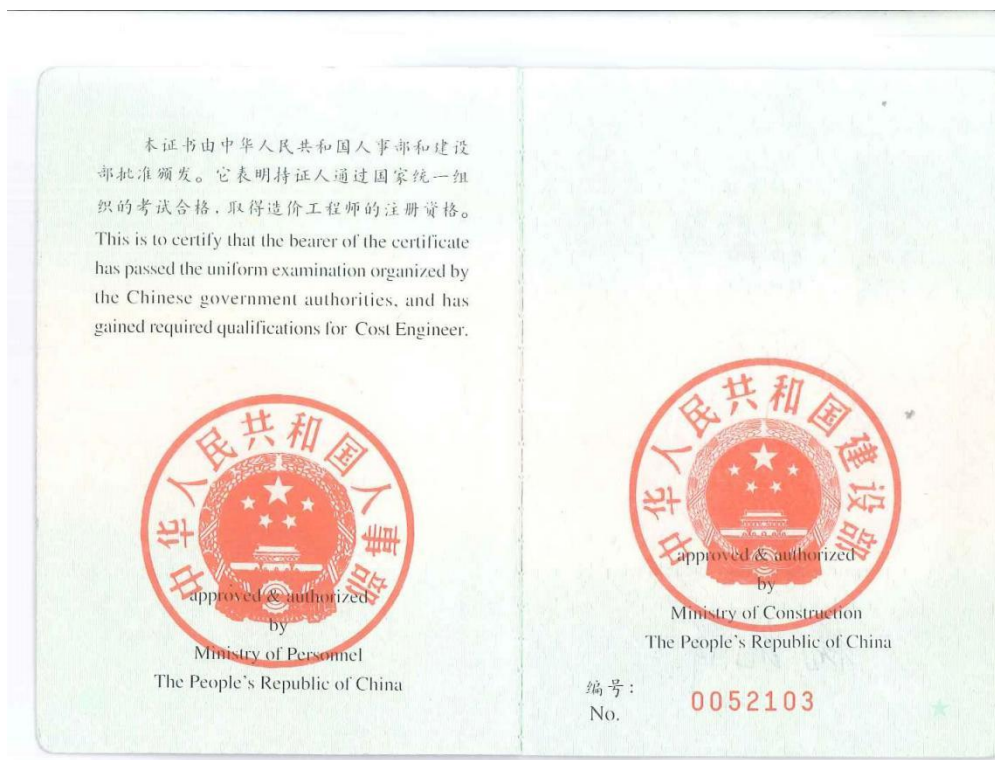 本证书由中华人民共和国人事部和建设
部批准颁发。它表明持证人通过国家统一组
织的考试合格，取得造价工程师的注册资格。
This is to certify that the bearer of the certificate
has passed the uniform examination organized by
the Chinese government authorities, and has
gained required qualifications for Cost Engineer.
中华人民共和国人事部
approved & authorized
by
Ministry of Personnel
The People's Republic of China
中华人民共和国建设部
approved & authorized
by
Ministry of Construction
The People's Republic of China
编号：
No.
0052103